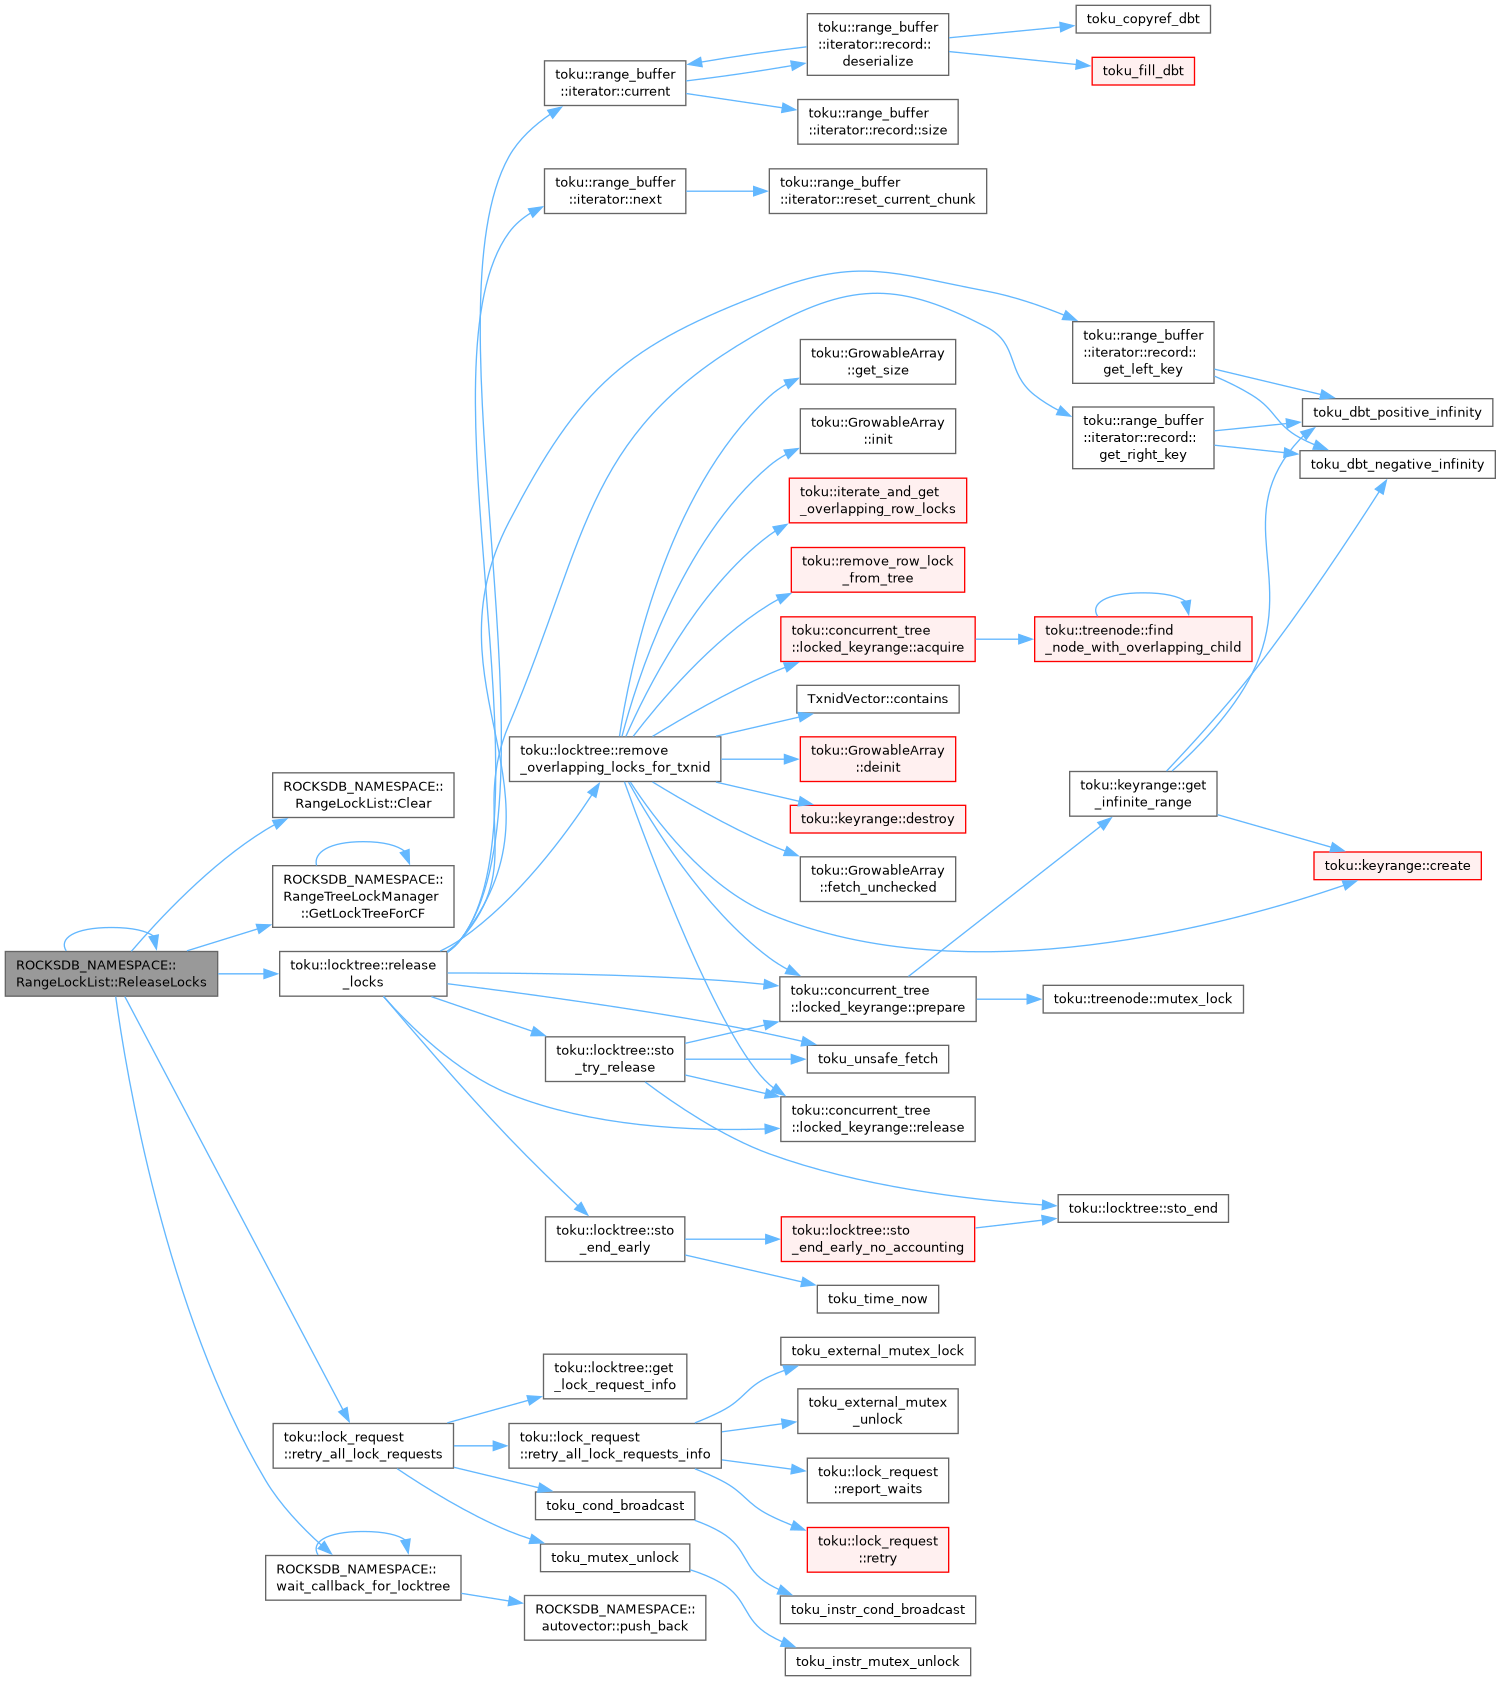 toku_copyref_dbt
toku::range_buffer
::iterator::record::
deserialize
toku_fill_dbt
toku::range_buffer
::iterator::current
toku::range_buffer
::iterator::record::size
toku::range_buffer
::iterator::next
toku::range_buffer
::iterator::reset_current_chunk
toku::range_buffer
::iterator::record::
get_left_key
toku::GrowableArray
::get_size
toku_dbt_positive_infinity
toku::range_buffer
::iterator::record::
get_right_key
toku::GrowableArray
::init
toku_dbt_negative_infinity
toku::iterate_and_get
_overlapping_row_locks
toku::remove_row_lock
_from_tree
toku::concurrent_tree
::locked_keyrange::acquire
toku::treenode::find
_node_with_overlapping_child
TxnidVector::contains
toku::locktree::remove
_overlapping_locks_for_txnid
toku::GrowableArray
::deinit
ROCKSDB_NAMESPACE::
RangeLockList::Clear
toku::keyrange::get
_infinite_range
toku::keyrange::destroy
toku::keyrange::create
ROCKSDB_NAMESPACE::
RangeTreeLockManager
::GetLockTreeForCF
toku::GrowableArray
::fetch_unchecked
ROCKSDB_NAMESPACE::
RangeLockList::ReleaseLocks
toku::locktree::release
_locks
toku::concurrent_tree
::locked_keyrange::prepare
toku::treenode::mutex_lock
toku::locktree::sto
_try_release
toku_unsafe_fetch
toku::concurrent_tree
::locked_keyrange::release
toku::locktree::sto_end
toku::locktree::sto
_end_early
toku::locktree::sto
_end_early_no_accounting
toku_time_now
toku_external_mutex_lock
toku::locktree::get
_lock_request_info
toku_external_mutex
_unlock
toku::lock_request
::retry_all_lock_requests
toku::lock_request
::retry_all_lock_requests_info
toku::lock_request
::report_waits
toku_cond_broadcast
toku::lock_request
::retry
toku_mutex_unlock
ROCKSDB_NAMESPACE::
wait_callback_for_locktree
toku_instr_cond_broadcast
ROCKSDB_NAMESPACE::
autovector::push_back
toku_instr_mutex_unlock